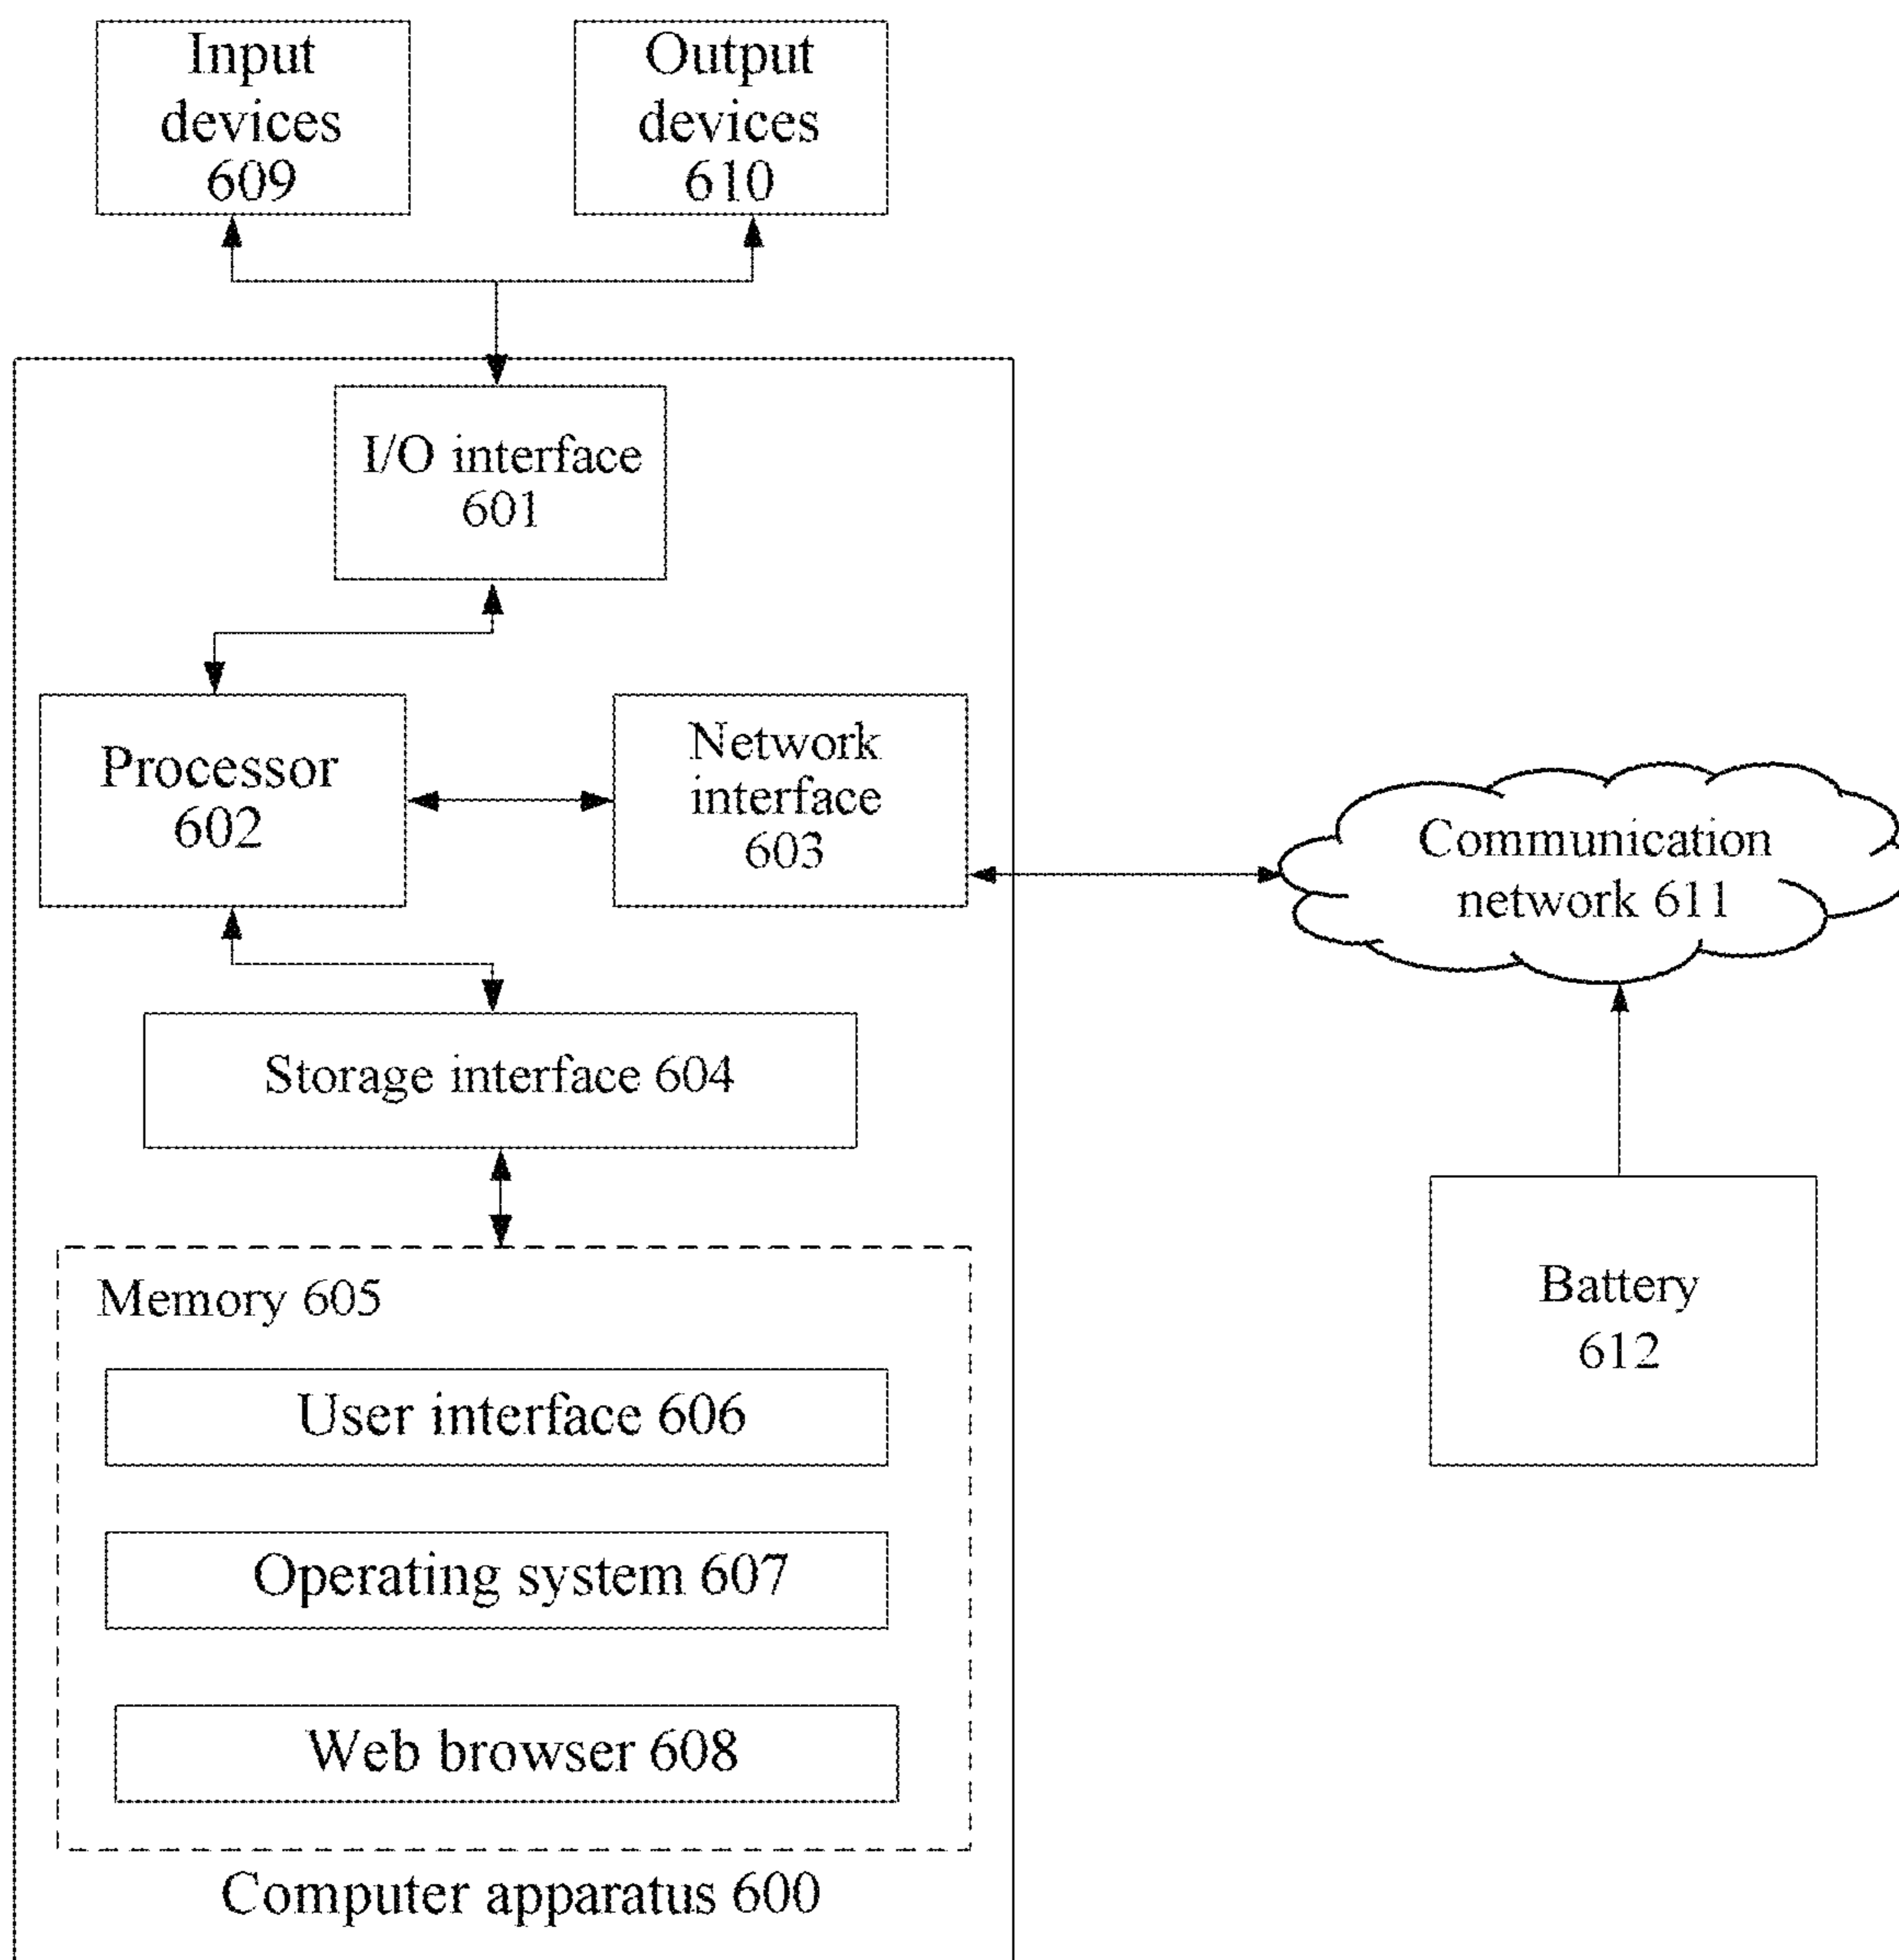 Input
devices
609
Output
devices
610
I/O interface
601
Processor
602
Network
interface
603
Communication
network 611
Storage interface 604
Battery
612
Memory 605
User interface 606
Operating system 607
Web browser 608
Computer apparatus 600